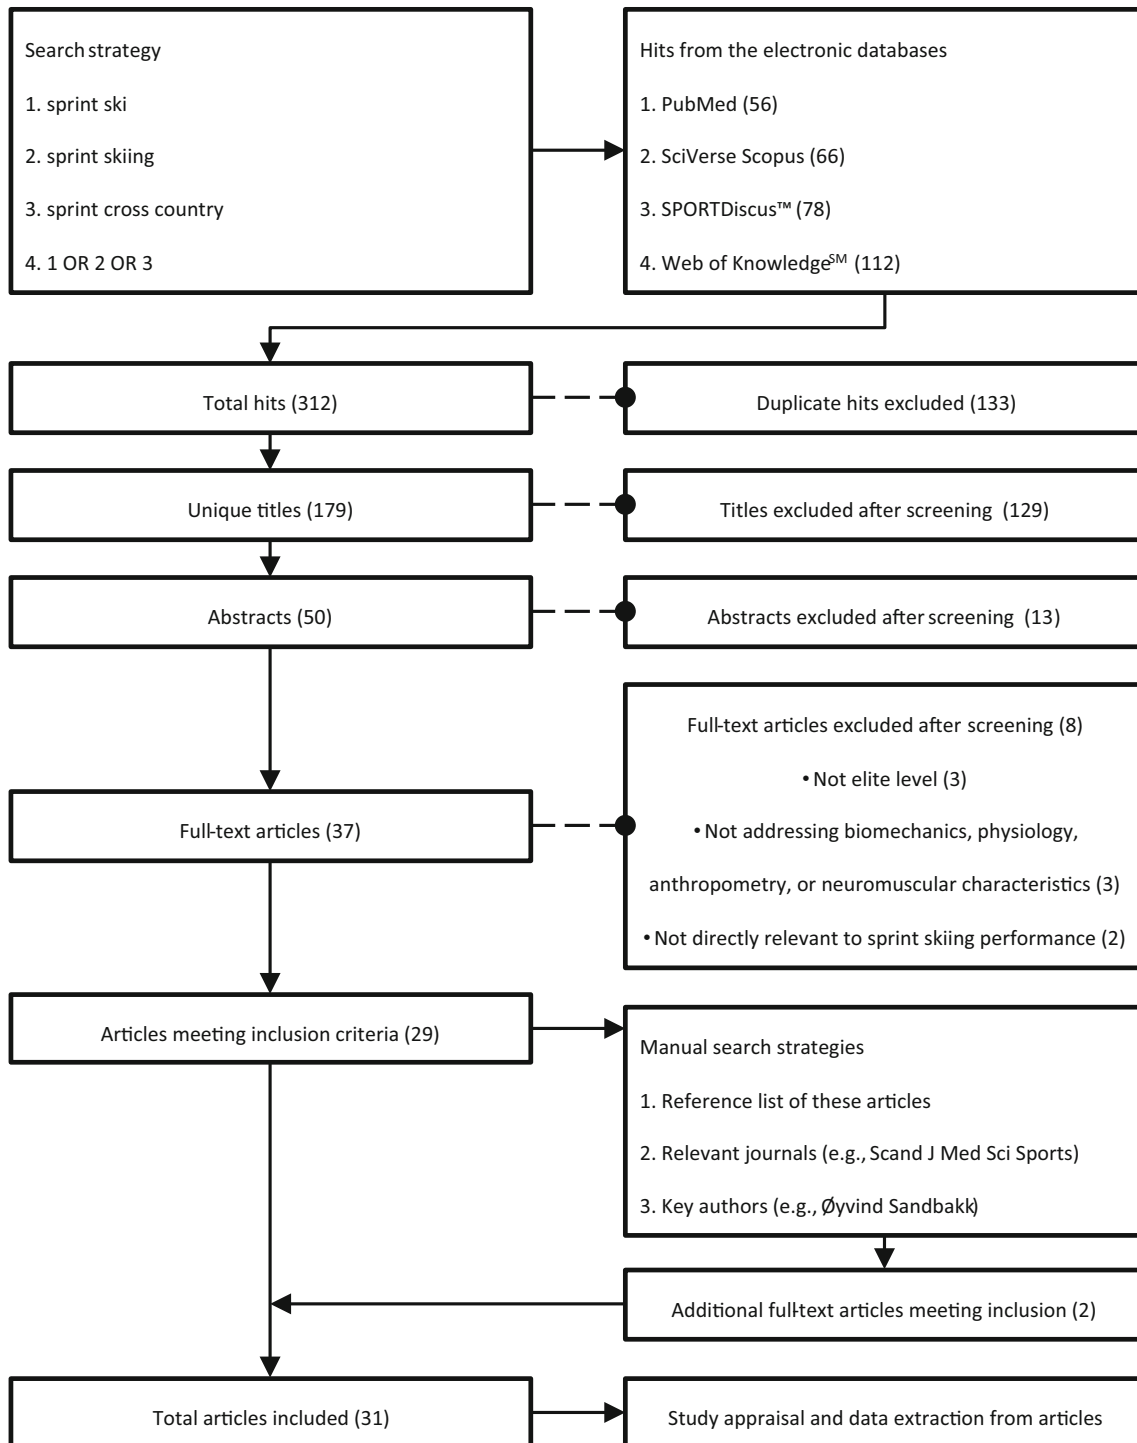 Search strategy
1. sprint ski
2. sprint skiing
3. sprint cross country
4. 1 OR 2 OR 3
Hits from the electronic databases
1. PubMed (56)
2. SciVerse Scopus (66)
3. SPORTDiscus™ (78)
4. Web of Knowledge℠ (112)
Total hits (312)
Duplicate hits excluded (133)
Unique titles (179)
Titles excluded after screening (129)
Abstracts (50)
Abstracts excluded after screening (13)
Full-text articles (37)
Full-text articles excluded after screening (8)
• Not elite level (3)
• Not addressing biomechanics, physiology,
anthropometry, or neuromuscular characteristics (3)
• Not directly relevant to sprint skiing performance (2)
Articles meeting inclusion criteria (29)
Manual search strategies
1. Reference list of these articles
2. Relevant journals (e.g., Scand J Med Sci Sports)
3. Key authors (e.g., Øyvind Sandbakk)
Additional full-text articles meeting inclusion (2)
Total articles included (31)
Study appraisal and data extraction from articles